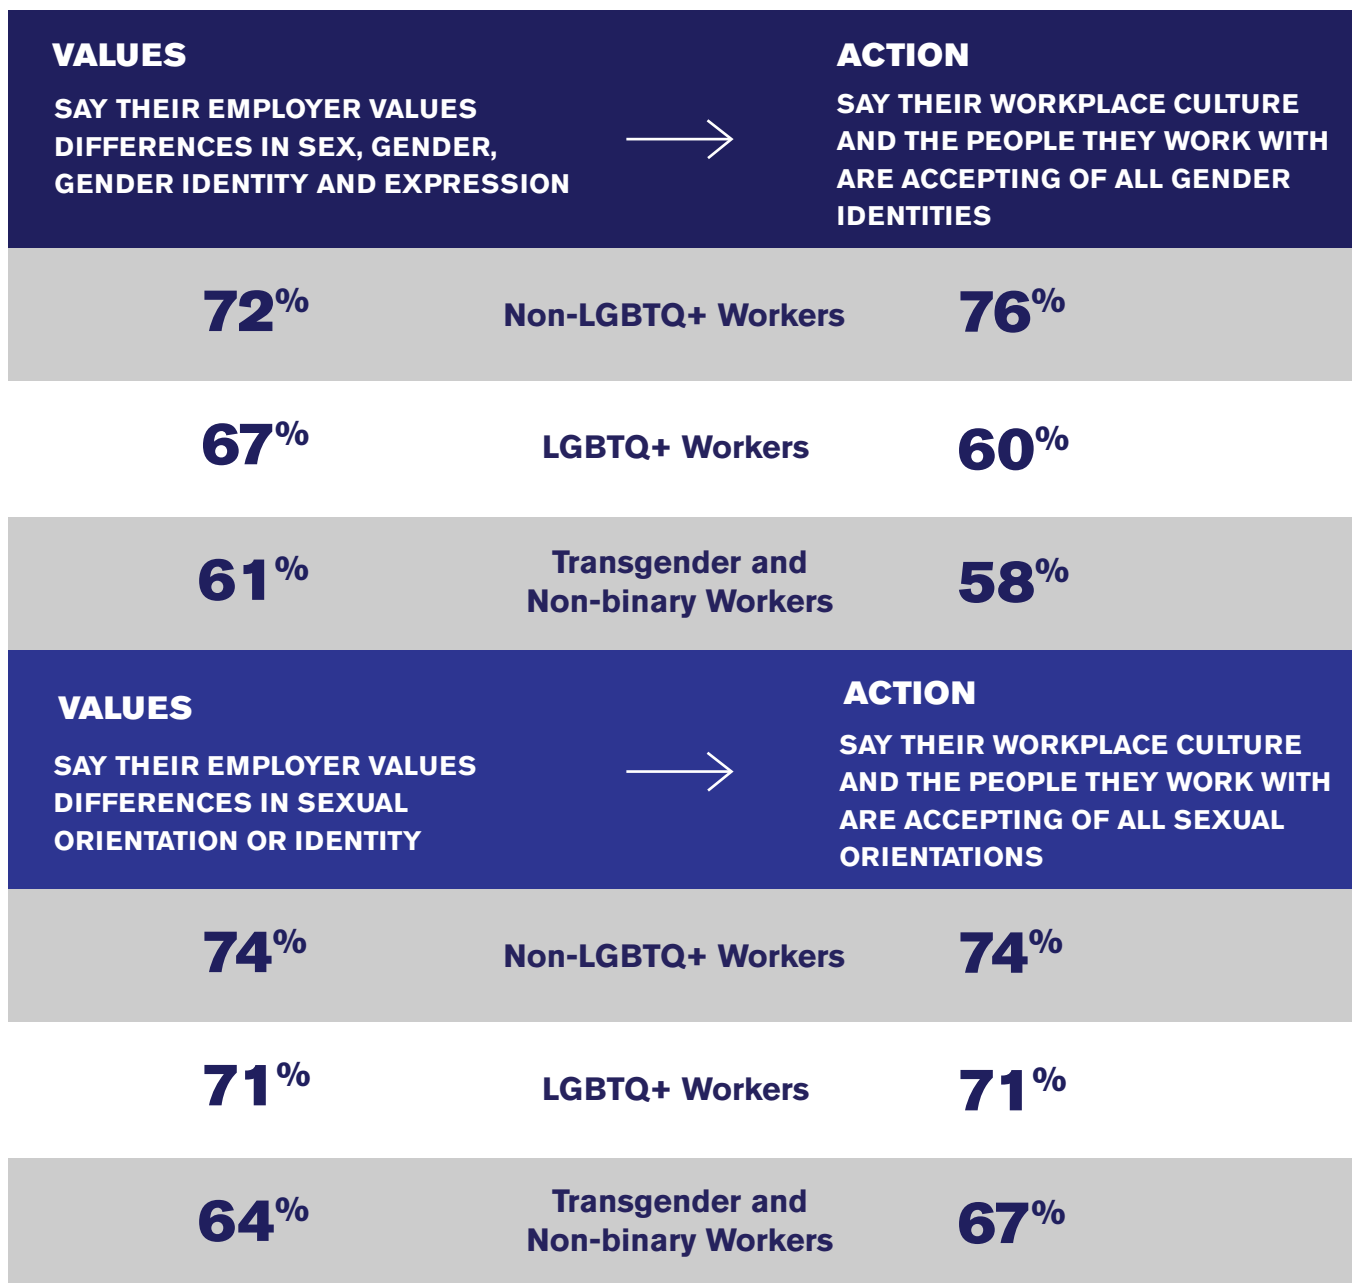 VALUES
SAY THEIR EMPLOYER VALUES
DIFFERENCES IN SEX, GENDER,
GENDER IDENTITY AND EXPRESSION
ACTION
SAY THEIR WORKPLACE CULTURE
AND THE PEOPLE THEY WORK WITH
ARE ACCEPTING OF ALL GENDER
IDENTITIES
72% Non-LGBTQ+ Workers 76%
67% LGBTQ+ Workers 60%
61% Transgender and
Non-binary Workers 58%
VALUES
SAY THEIR EMPLOYER VALUES
DIFFERENCES IN SEXUAL
ORIENTATION OR IDENTITY
ACTION
SAY THEIR WORKPLACE CULTURE
AND THE PEOPLE THEY WORK WITH
ARE ACCEPTING OF ALL SEXUAL
ORIENTATIONS
74% Non-LGBTQ+ Workers 74%
71% LGBTQ+ Workers 71%
64% Transgender and
Non-binary Workers 67%